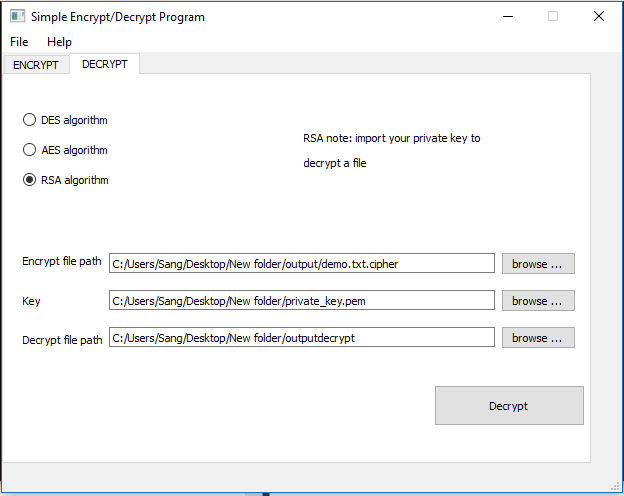 Simple Encrypt/Decrypt Program
File Help
ENCRYPT DECRYPT
DES algorithm
AES algorithm
RSA algorithm
RSA note: import your private key to
decrypt a file
Encrypt file path C:/Users/Sang/Desktop/New folder/output/demo.txt.cipher browse ...
Key C:/Users/Sang/Desktop/New folder/private_key.pem browse ...
Decrypt file path C:/Users/Sang/Desktop/New folder/outputdecrypt browse ...
Decrypt